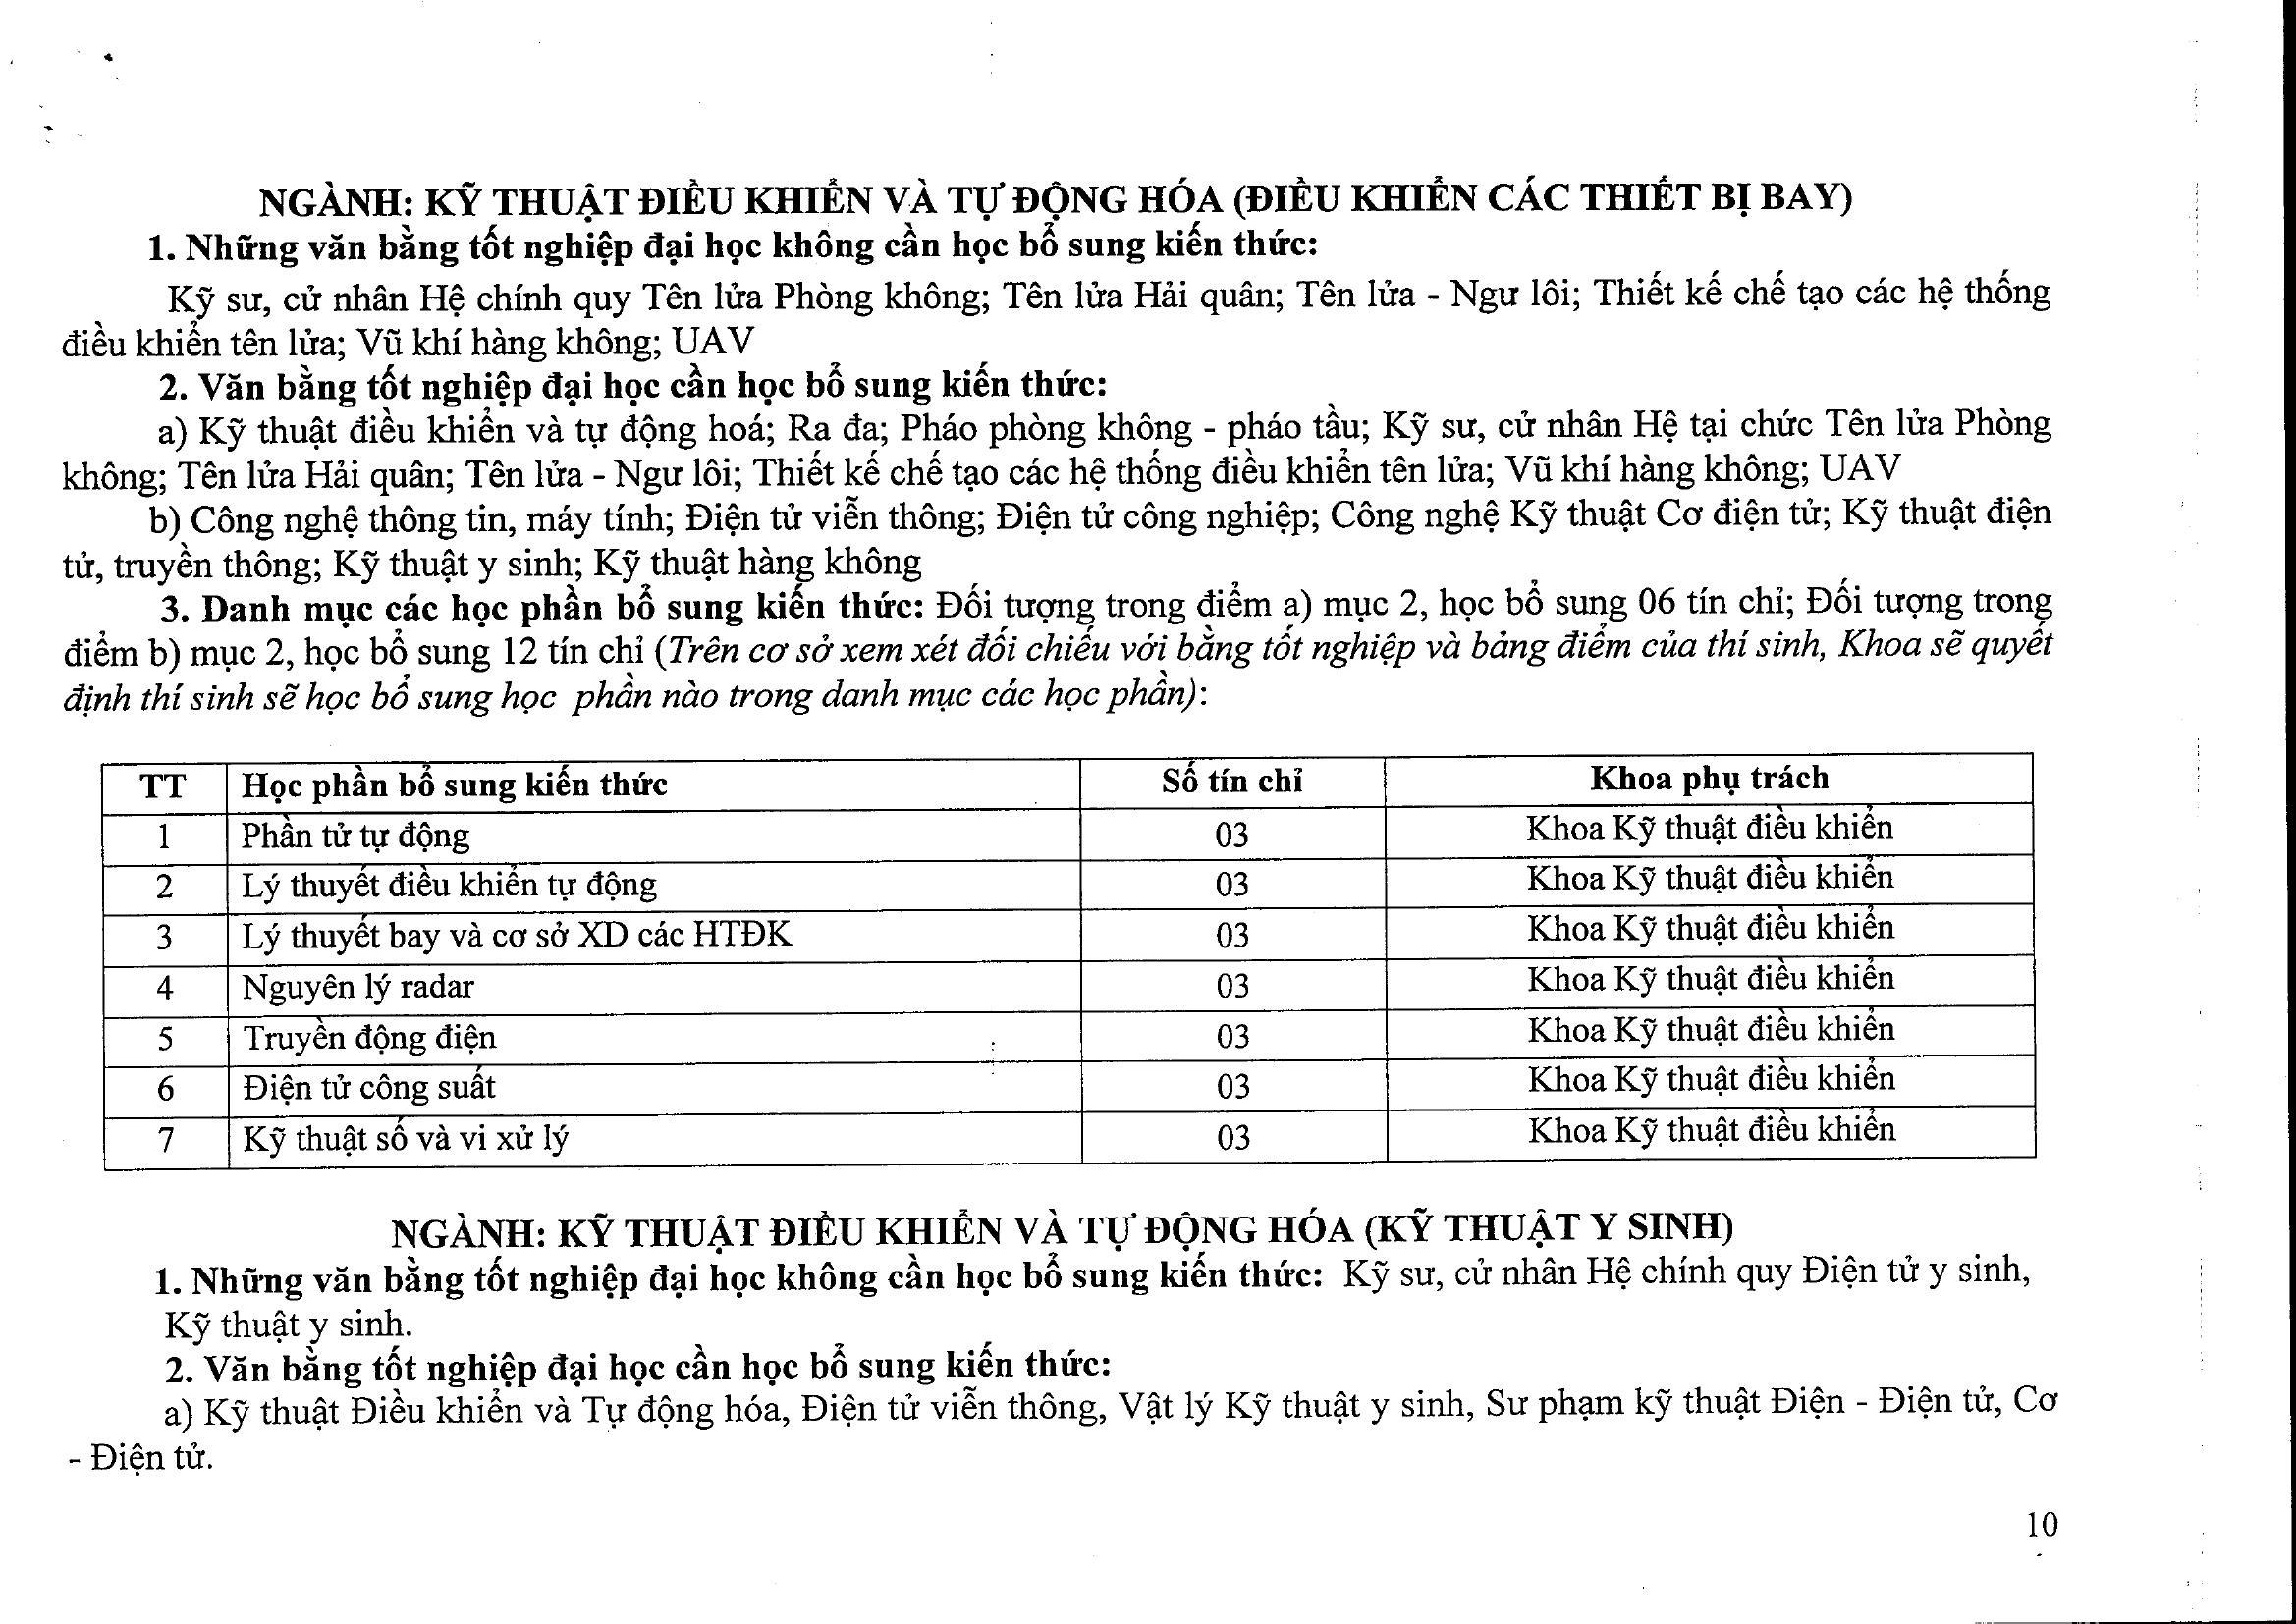 NGÀNH: KỸ THUẬT ĐIỀU KHIỂN VÀ TỰ ĐỘNG HÓA (ĐIỀU KHIỂN CÁC THIẾT BỊ BAY)
1. Những văn bằng tốt nghiệp đại học không cần học bổ sung kiến thức:
Kỹ sư, cử nhân Hệ chính quy Tên lửa Phòng không; Tên lửa Hải quân; Tên lửa - Ngư lôi; Thiết kế chế tạo các hệ thống
điều khiển tên lửa; Vũ khí hàng không; UAV
2. Văn bằng tốt nghiệp đại học cần học bổ sung kiến thức:
a) Kỹ thuật điều khiển và tự động hoá; Ra đa; Pháo phòng không - pháo tầu; Kỹ sư, cử nhân Hệ tại chức Tên lửa Phòng
không; Tên lửa Hải quân; Tên lửa - Ngư lôi; Thiết kế chế tạo các hệ thống điều khiển tên lửa; Vũ khí hàng không; UAV
b) Công nghệ thông tin, máy tính; Điện tử viễn thông; Điện tử công nghiệp; Công nghệ Kỹ thuật Cơ điện tử; Kỹ thuật điện
tử, truyền thông; Kỹ thuật y sinh; Kỹ thuật hàng không
3. Danh mục các học phần bổ sung kiến thức: Đối tượng trong điểm a) mục 2, học bổ sung 06 tín chỉ; Đối tượng trong
điểm b) mục 2, học bổ sung 12 tín chỉ (Trên cơ sở xem xét đối chiếu với bằng tốt nghiệp và bảng điểm của thí sinh, Khoa sẽ quyết
định thí sinh sẽ học bổ sung học phần nào trong danh mục các học phần):
TT Học phần bổ sung kiến thức Số tín chỉ Khoa phụ trách
1 Phần tử tự động 03 Khoa Kỹ thuật điều khiển
2 Lý thuyết điều khiển tự động 03 Khoa Kỹ thuật điều khiển
3 Lý thuyết bay và cơ sở XD các HTĐK 03 Khoa Kỹ thuật điều khiển
4 Nguyên lý radar 03 Khoa Kỹ thuật điều khiển
5 Truyền động điện 03 Khoa Kỹ thuật điều khiển
6 Điện tử công suất 03 Khoa Kỹ thuật điều khiển
7 Kỹ thuật số và vi xử lý 03 Khoa Kỹ thuật điều khiển
NGÀNH: KỸ THUẬT ĐIỀU KHIỂN VÀ TỰ ĐỘNG HÓA (KỸ THUẬT Y SINH)
1. Những văn bằng tốt nghiệp đại học không cần học bổ sung kiến thức: Kỹ sư, cử nhân Hệ chính quy Điện tử y sinh,
Kỹ thuật y sinh.
2. Văn bằng tốt nghiệp đại học cần học bổ sung kiến thức:
a) Kỹ thuật Điều khiển và Tự động hóa, Điện tử viễn thông, Vật lý Kỹ thuật y sinh, Sư phạm kỹ thuật Điện - Điện tử, Cơ
- Điện tử.
10